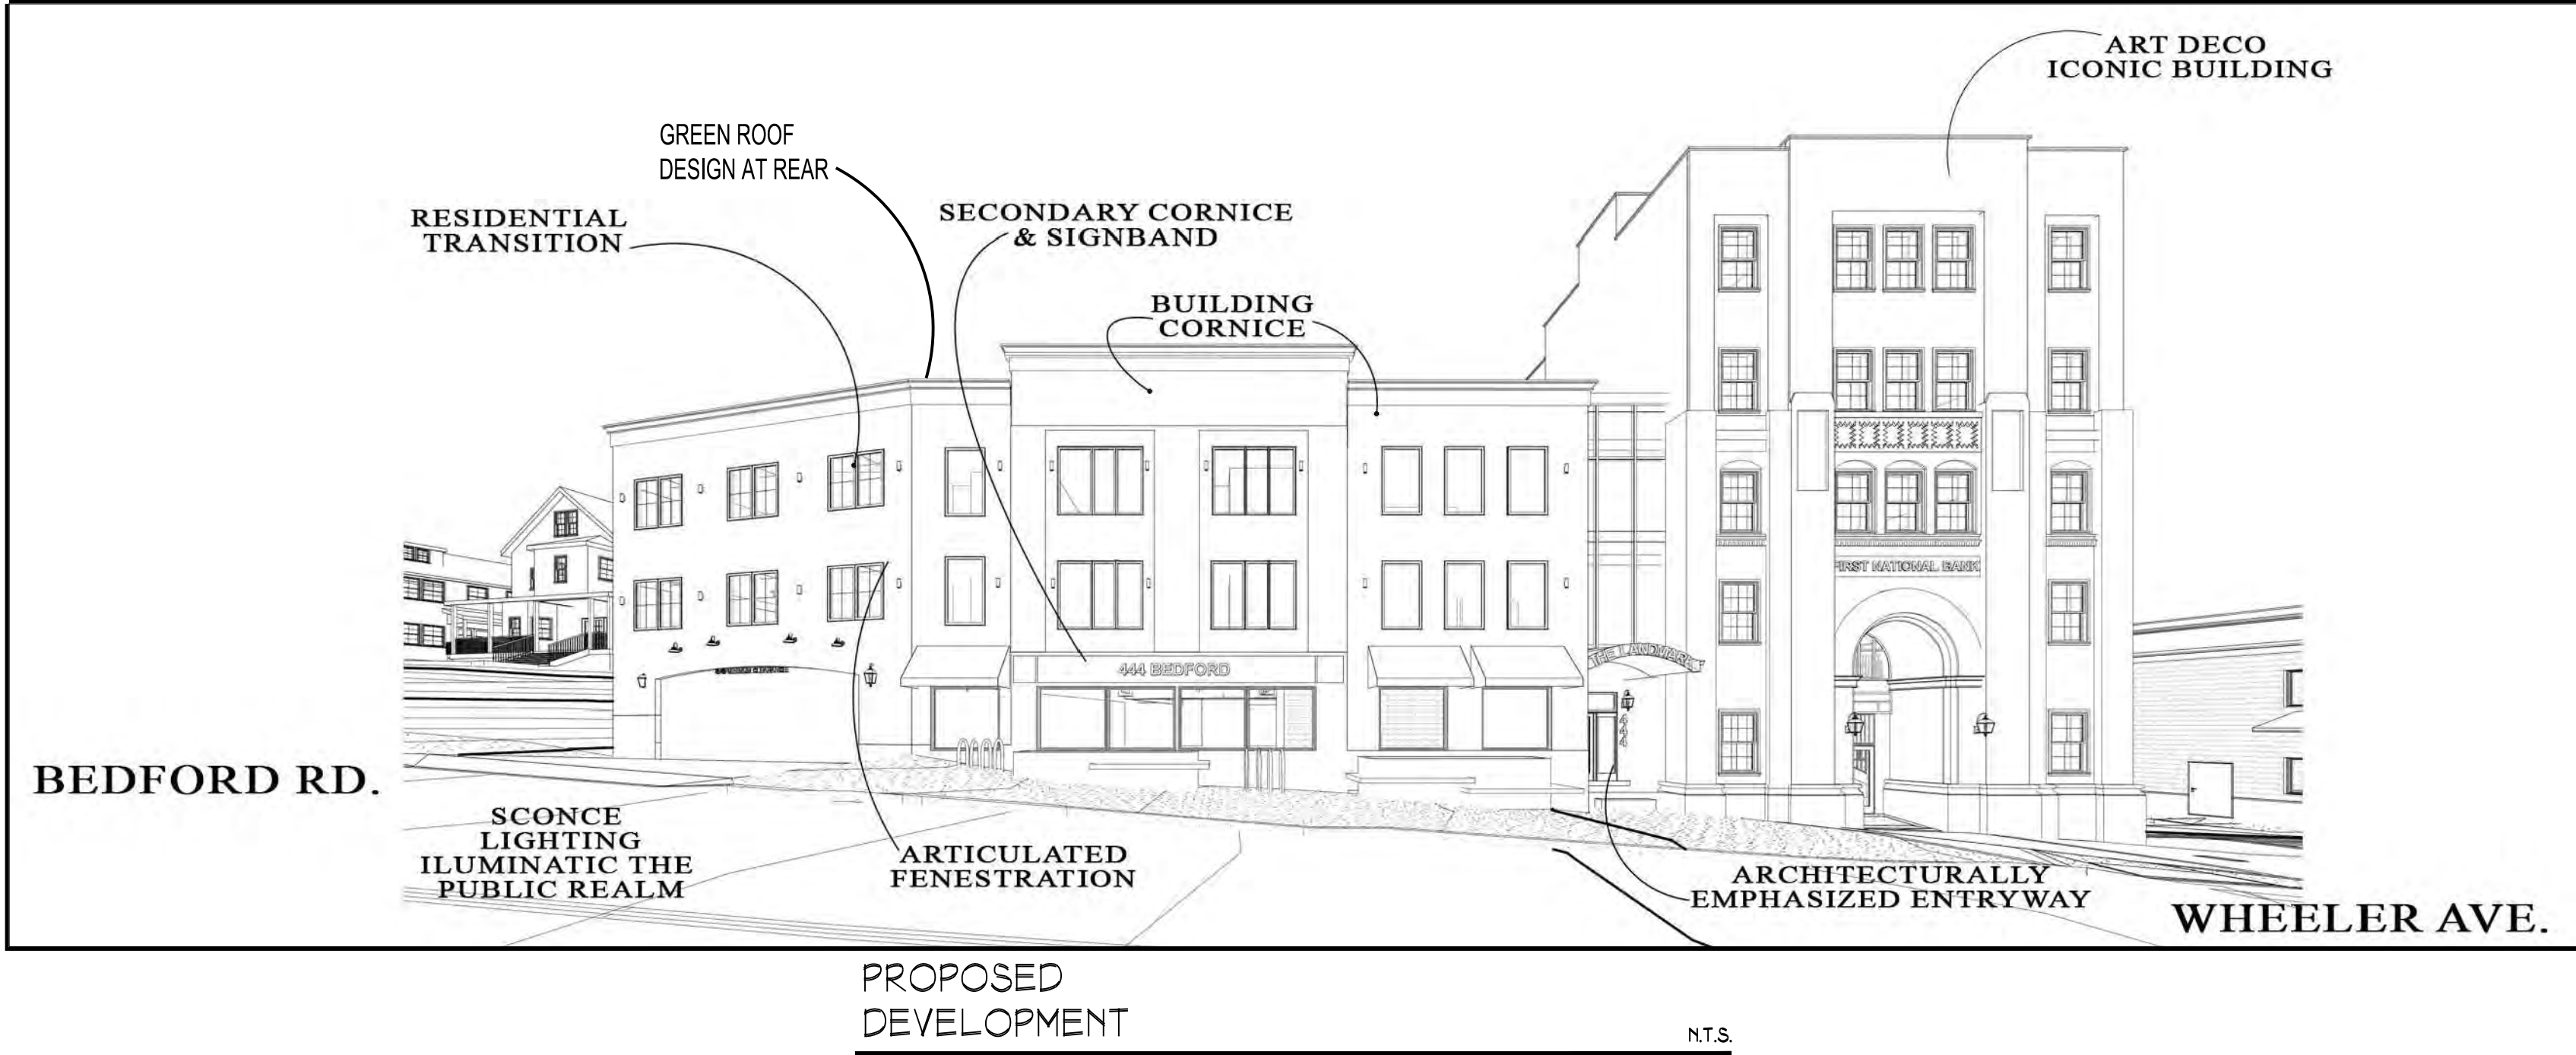 ART DECO
ICONIC BUILDING
GREEN ROOF
DESIGN AT REAR
RESIDENTIAL
TRANSITION
SECONDARY CORNICE
& SIGNBAND
BUILDING
CORNICE
FIRST NATIONAL BANK
THE LANDMARK
444 BEDFORD
444
BEDFORD RD.
SCONCE
LIGHTING
ILUMINATIC THE
PUBLIC REALM
ARTICULATED
FENESTRATION
ARCHITECTURALLY
EMPHASIZED ENTRYWAY
WHEELER AVE.
PROPOSED
DEVELOPMENT
N.T.S.